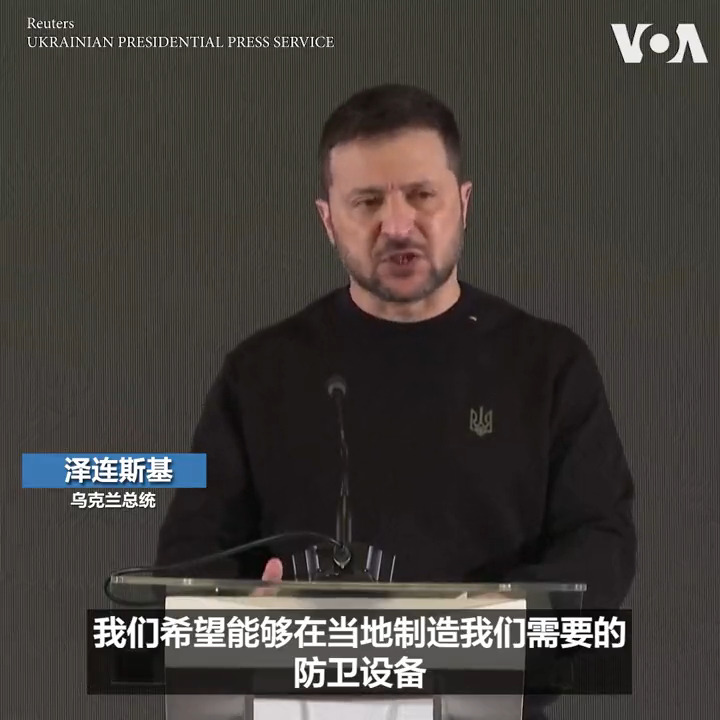 Reuters
UKRAINIAN PRESIDENTIAL PRESS SERVICE
VOA
泽连斯基
乌克兰总统
我们希望能够在当地制造我们需要的
防卫设备